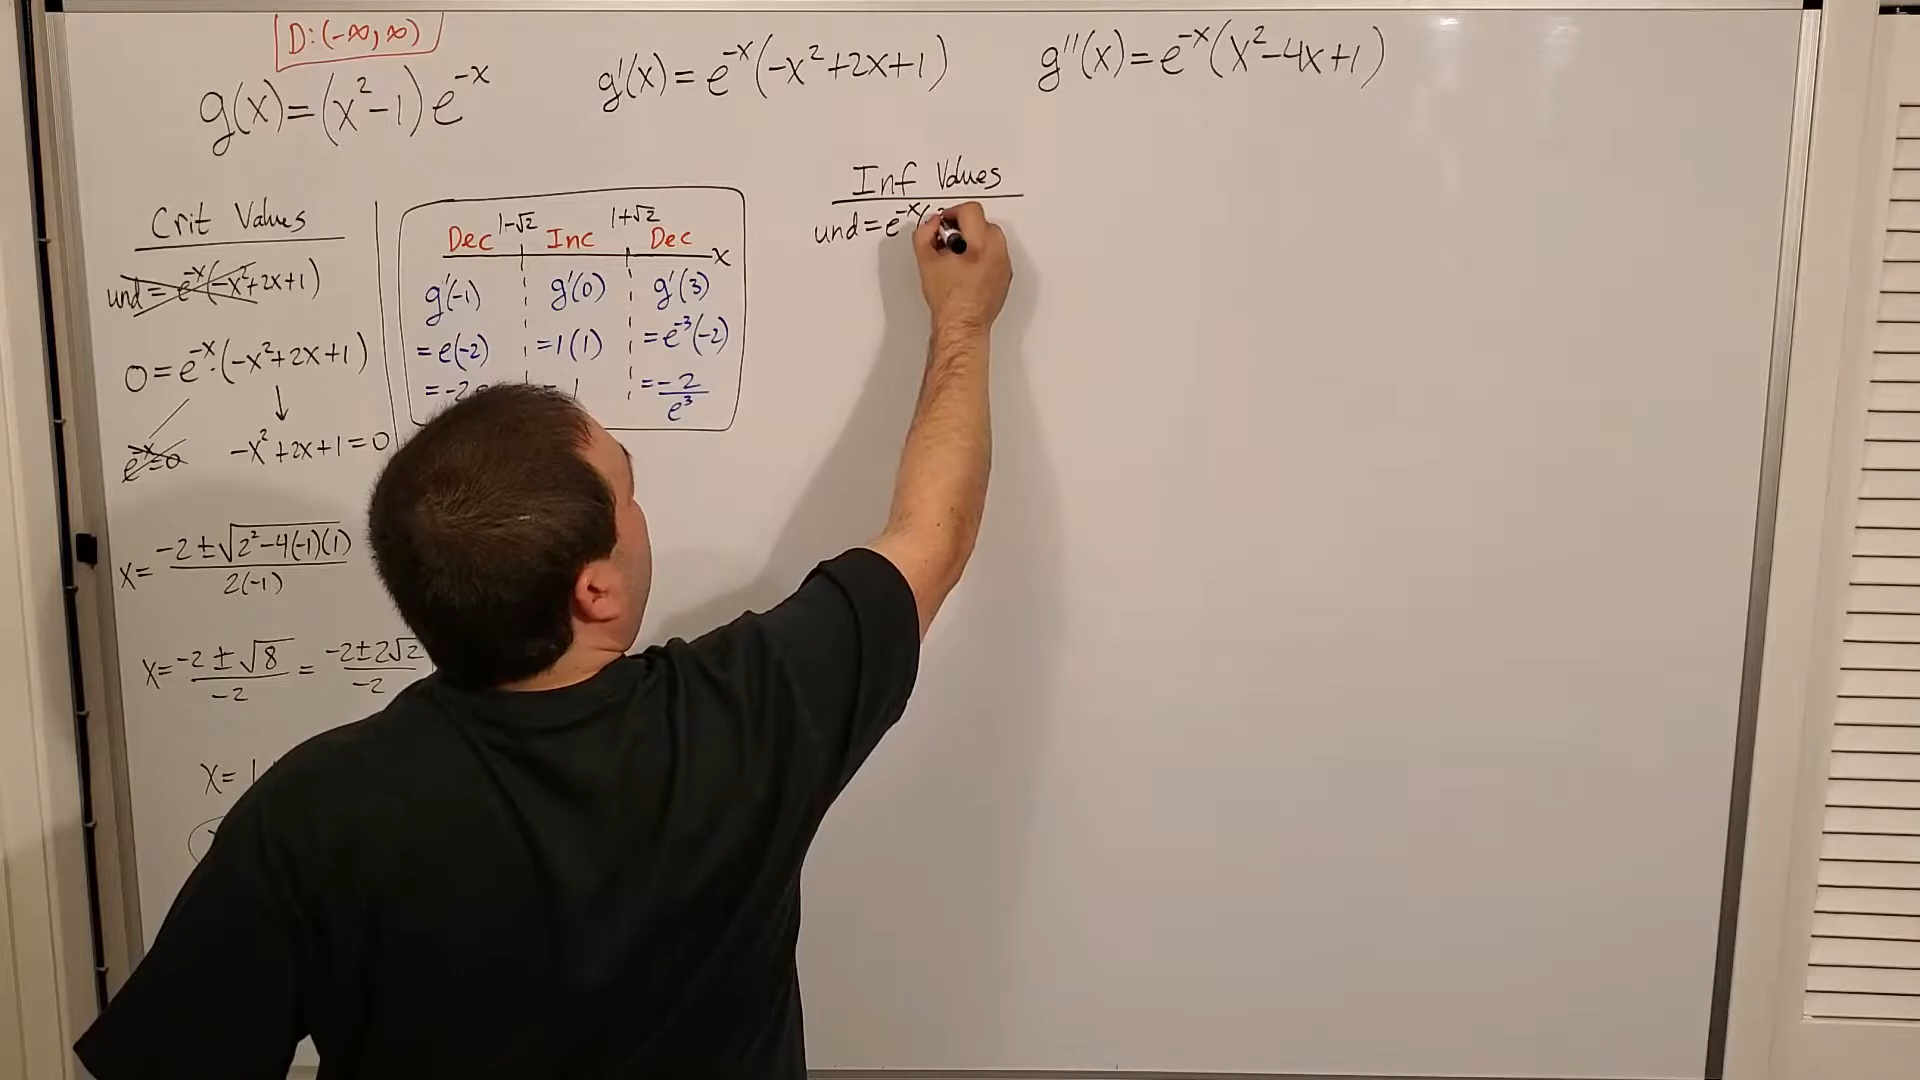 D: (-∞, ∞)
g(x) = (x² - 1) e⁻ˣ
g'(x) = e⁻ˣ(-x² + 2x + 1)
g''(x) = e⁻ˣ(x² - 4x + 1)
Crit Values
und = e⁻ˣ(-x² + 2x + 1)
0 = e⁻ˣ·(-x² + 2x + 1)
e⁻ˣ = 0
-x² + 2x + 1 = 0
x = (-2 ± √(2² - 4(-1)(1))) / 2(-1)
x = (-2 ± √8) / -2 = (-2 ± 2√2) / -2
x = 1
1-√2 1+√2
Dec Inc Dec
x
g'(-1) g'(0) g'(3)
= e(-2) = 1(1) = e⁻³(-2)
= -2e = 1 = -2 / e³
Inf Values
und = e⁻ˣ(